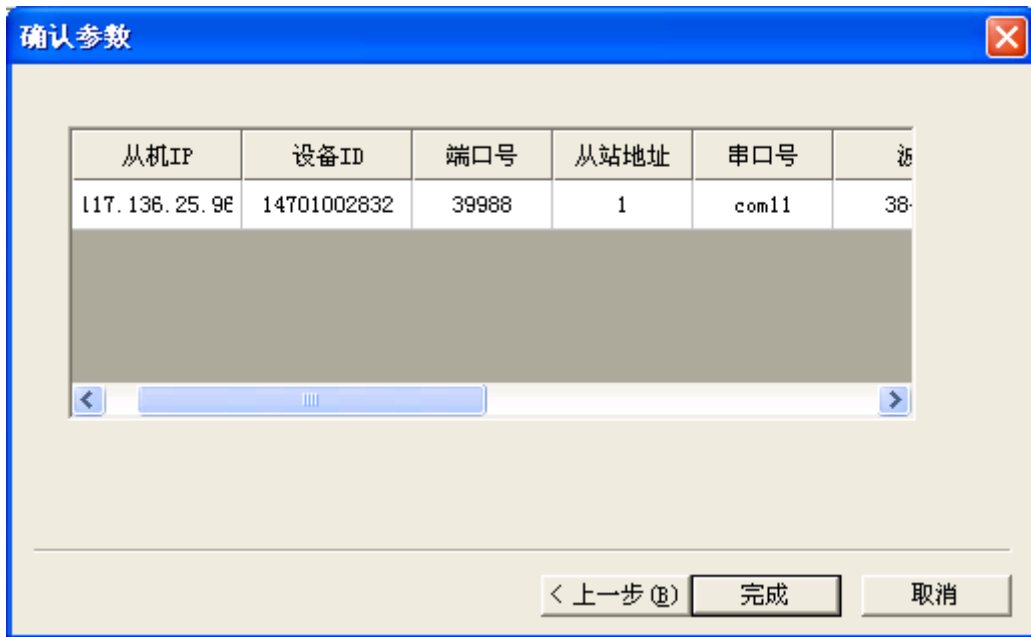 确认参数
从机IP 设备ID 端口号 从站地址 串口号
117.136.25.96 14701002832 39988 1 com11 38
< 上一步(B) 完成 取消